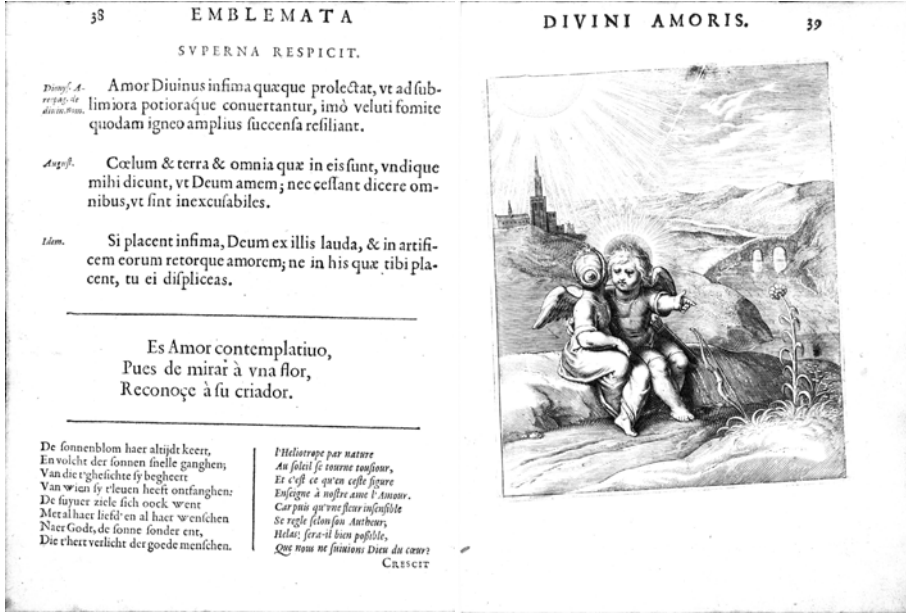 38
EMBLEMATA
SVPERNA RESPICIT.
Dionys. A-
reopag. de
diuin. nom.
Amor Diuinus infima quæque prolectat, vt ad sub-
limiora potioraque conuertantur, imò veluti fomite
quodam igneo amplius succensa resiliant.
August.
Cœlum & terra & omnia quæ in eis sunt, vndique
mihi dicunt, vt Deum amem; nec cessant dicere om-
nibus, vt sint inexcusabiles.
Idem.
Si placent infima, Deum ex illis lauda, & in artifi-
cem eorum retorque amorem; ne in his quæ tibi pla-
cent, tu ei displiceas.
Es Amor contemplatiuo,
Pues de mirar à vna flor,
Reconoçe à su criador.
De sonnenblom haer altijdt keert,
En volcht der sonnen snelle ganghen;
Van die t'ghesichte sy begheert
Van wien sy t'leuen heeft ontfanghen:
De suyuer ziele sich oock went
Met al haer liefd' en al haer wenschen
Naer Godt, de sonne sonder ent,
Die t'hert verlicht der goede menschen.
l'Heliotrope par nature
Au soleil se tourne tousiour,
Et c'est ce qu'en ceste figure
Enseigne à nostre ame l'Amour.
Car puis qu'vne fleur insensible
Se regle selon son Autheur,
Helas! sera-il bien possible,
Que nous ne suiuions Dieu du cœur?
CRESCIT
DIVINI AMORIS.
39